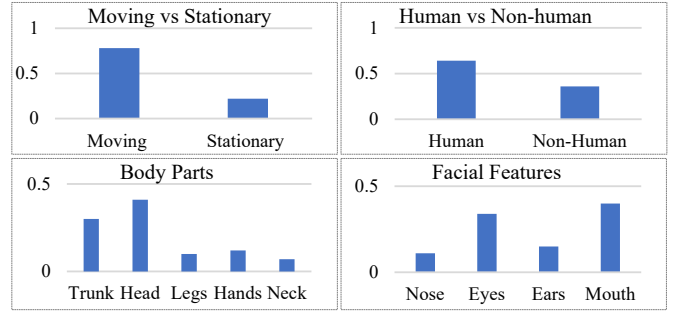 Moving vs Stationary
1
0.5
0
Moving Stationary
Human vs Non-human
1
0.5
0
Human Non-Human
Body Parts
0.5
0
Trunk Head Legs Hands Neck
Facial Features
0.5
0
Nose Eyes Ears Mouth